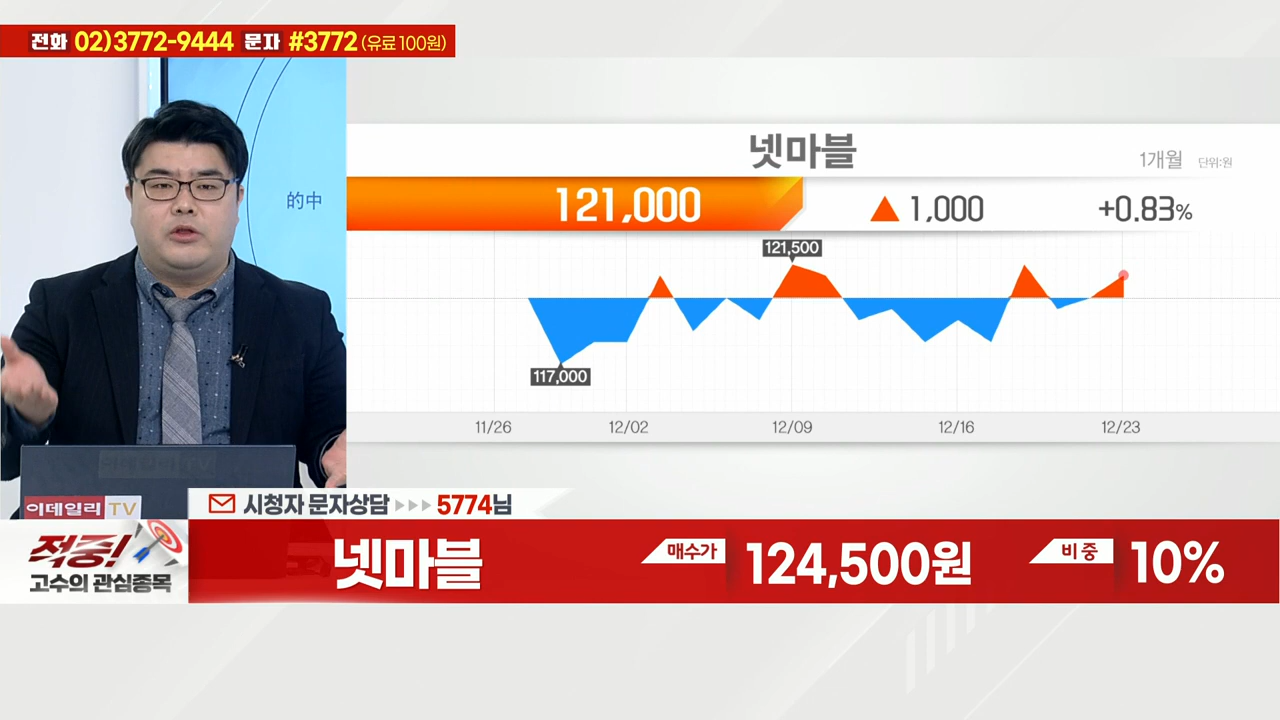 전화 02)3772-9444 문자 #3772 (유료 100원)
的中
넷마블
1개월 단위:원
121,000 ▲ 1,000 +0.83%
121,500
117,000
11/26 12/02 12/09 12/16 12/23
이데일리 TV
시청자 문자상담 ▶▶▶ 5774님
적중!
고수의 관심종목
넷마블 매수가 124,500원 비중 10%